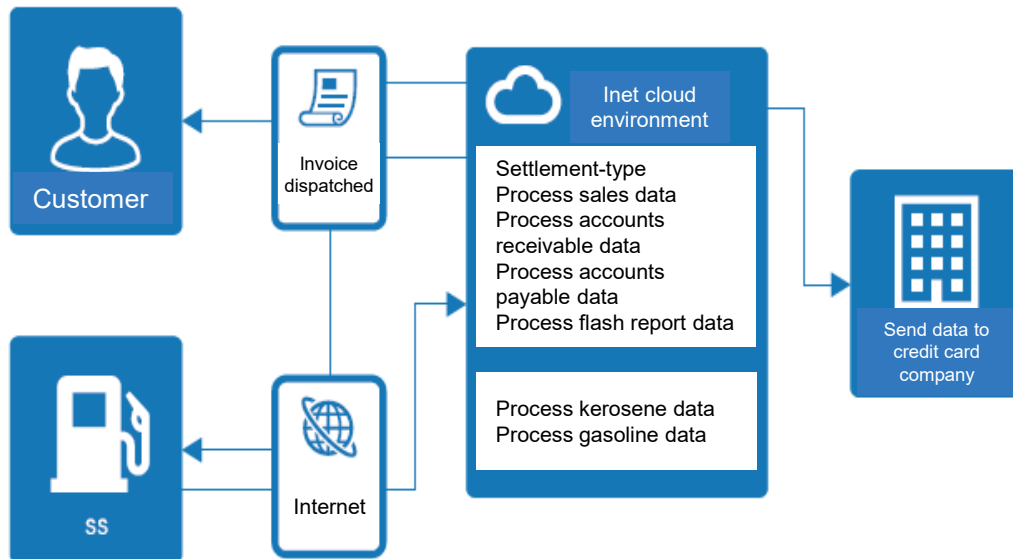 Customer
Invoice
dispatched
Inet cloud
environment
Settlement-type
Process sales data
Process accounts
receivable data
Process accounts
payable data
Process flash report data
Process kerosene data
Process gasoline data
Send data to
credit card
company
SS
Internet